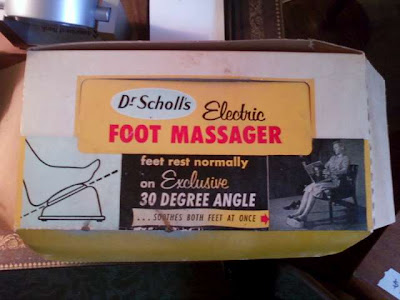 Dr Scholl's Electric
FOOT MASSAGER
feet rest normally
on Exclusive
30 DEGREE ANGLE
...SOOTHES BOTH FEET AT ONCE